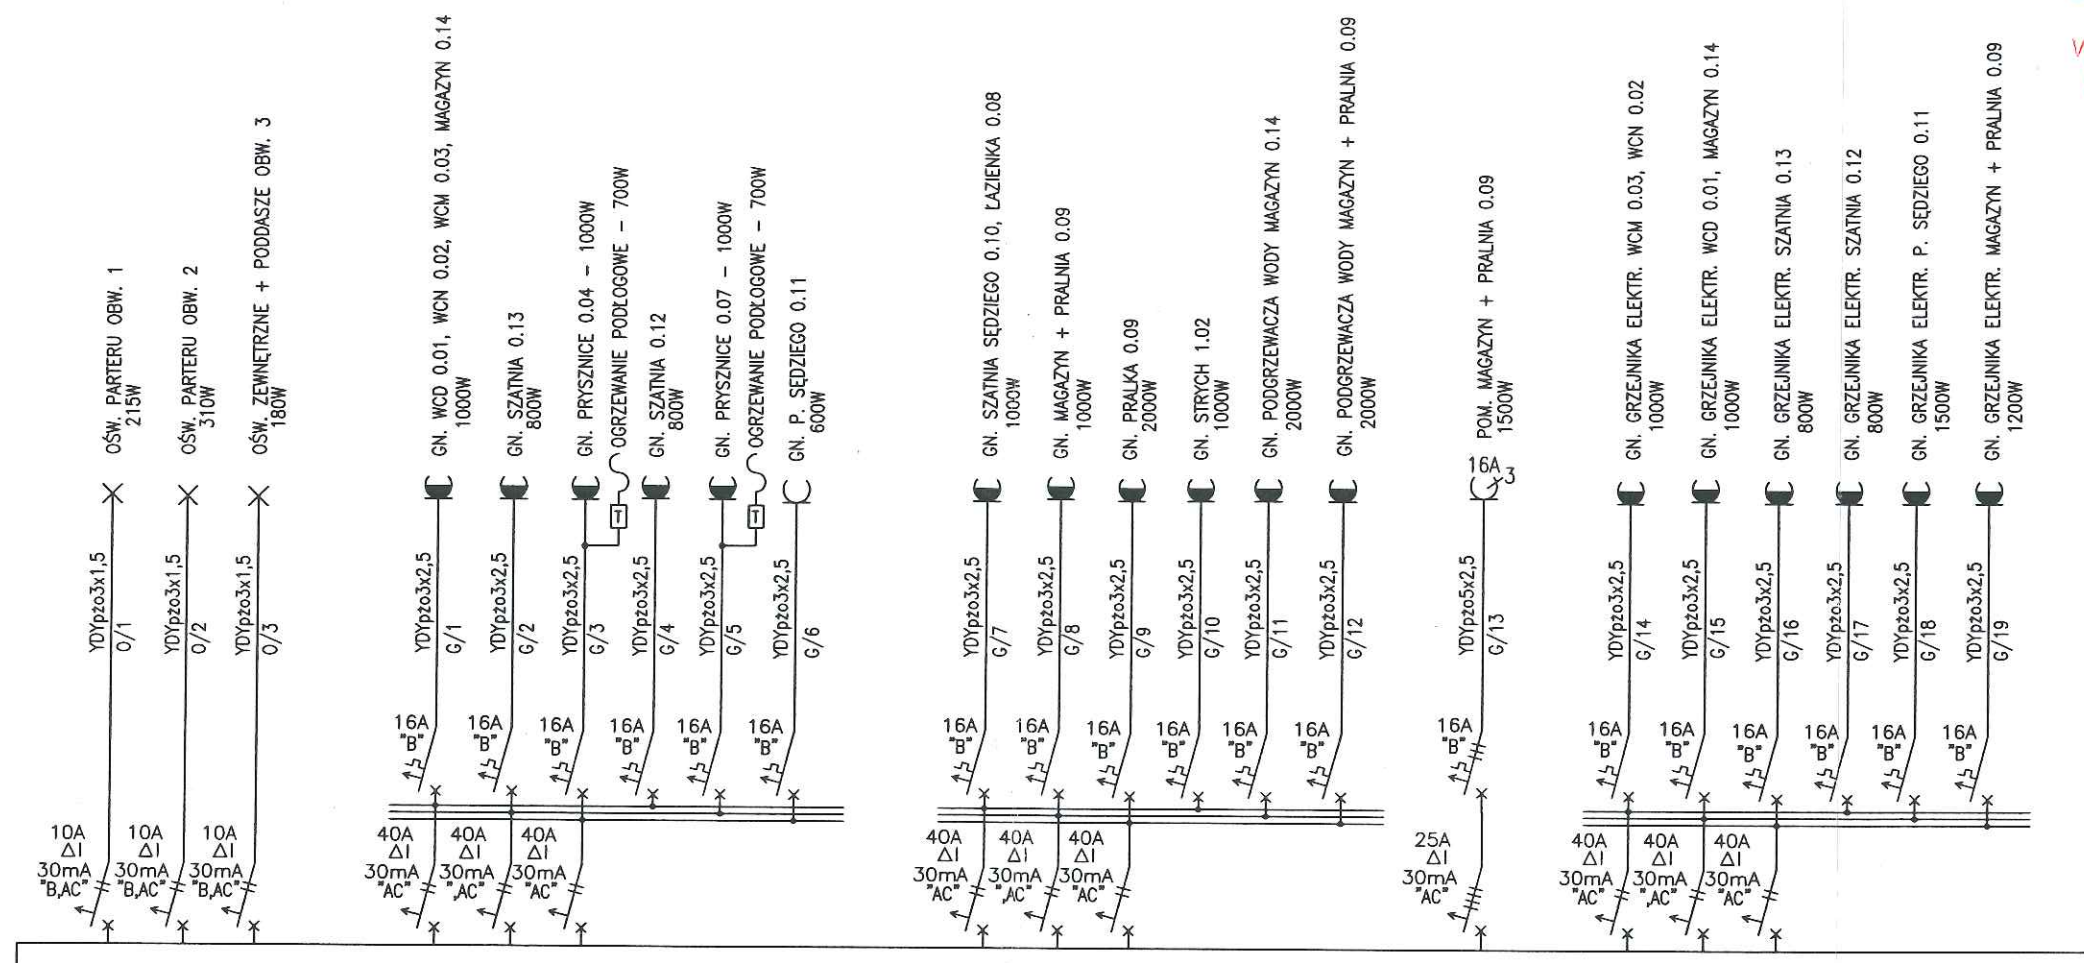 OŚW. PARTERU OBW. 1
215W
OŚW. PARTERU OBW. 2
310W
OŚW. ZEWNĘTRZNE + PODDASZE OBW. 3
180W
GN. WCD 0.01, WCN 0.02, WCM 0.03, MAGAZYN 0.14
1000W
GN. SZATNIA 0.13
800W
GN. PRYSZNICE 0.04 - 1000W
OGRZEWANIE PODŁOGOWE - 700W
GN. SZATNIA 0.12
800W
GN. PRYSZNICE 0.07 - 1000W
OGRZEWANIE PODŁOGOWE - 700W
GN. P. SĘDZIEGO 0.11
600W
GN. SZATNIA SĘDZIEGO 0.10, ŁAZIENKA 0.08
1000W
GN. MAGAZYN + PRALNIA 0.09
1000W
GN. PRALKA 0.09
2000W
GN. STRYCH 1.02
1000W
GN. PODGRZEWACZA WODY MAGAZYN 0.14
2000W
GN. PODGRZEWACZA WODY MAGAZYN + PRALNIA 0.09
2000W
POM. MAGAZYN + PRALNIA 0.09
1500W
GN. GRZEJNIKA ELEKTR. WCM 0.03, WCN 0.02
1000W
GN. GRZEJNIKA ELEKTR. WCD 0.01, MAGAZYN 0.14
1000W
GN. GRZEJNIKA ELEKTR. SZATNIA 0.13
800W
GN. GRZEJNIKA ELEKTR. SZATNIA 0.12
800W
GN. GRZEJNIKA ELEKTR. P. SĘDZIEGO 0.11
1500W
GN. GRZEJNIKA ELEKTR. MAGAZYN + PRALNIA 0.09
1200W
16A
3
T
T
YDYpżo3x1,5
O/1
YDYpżo3x1,5
O/2
YDYpżo3x1,5
O/3
YDYpżo3x2,5
G/1
YDYpżo3x2,5
G/2
YDYpżo3x2,5
G/3
YDYpżo3x2,5
G/4
YDYpżo3x2,5
G/5
YDYpżo3x2,5
G/6
YDYpżo3x2,5
G/7
YDYpżo3x2,5
G/8
YDYpżo3x2,5
G/9
YDYpżo3x2,5
G/10
YDYpżo3x2,5
G/11
YDYpżo3x2,5
G/12
YDYpżo5x2,5
G/13
YDYpżo3x2,5
G/14
YDYpżo3x2,5
G/15
YDYpżo3x2,5
G/16
YDYpżo3x2,5
G/17
YDYpżo3x2,5
G/18
YDYpżo3x2,5
G/19
16A
"B"
16A
"B"
16A
"B"
16A
"B"
16A
"B"
16A
"B"
16A
"B"
16A
"B"
16A
"B"
16A
"B"
16A
"B"
16A
"B"
16A
"B"
16A
"B"
16A
"B"
16A
"B"
16A
"B"
16A
"B"
16A
"B"
10A
ΔI
30mA
"B,AC"
10A
ΔI
30mA
"B,AC"
10A
ΔI
30mA
"B,AC"
40A
ΔI
30mA
"AC"
40A
ΔI
30mA
"AC"
40A
ΔI
30mA
"AC"
40A
ΔI
30mA
"AC"
40A
ΔI
30mA
"AC"
40A
ΔI
30mA
"AC"
25A
ΔI
30mA
"AC"
40A
ΔI
30mA
"AC"
40A
ΔI
30mA
"AC"
40A
ΔI
30mA
"AC"